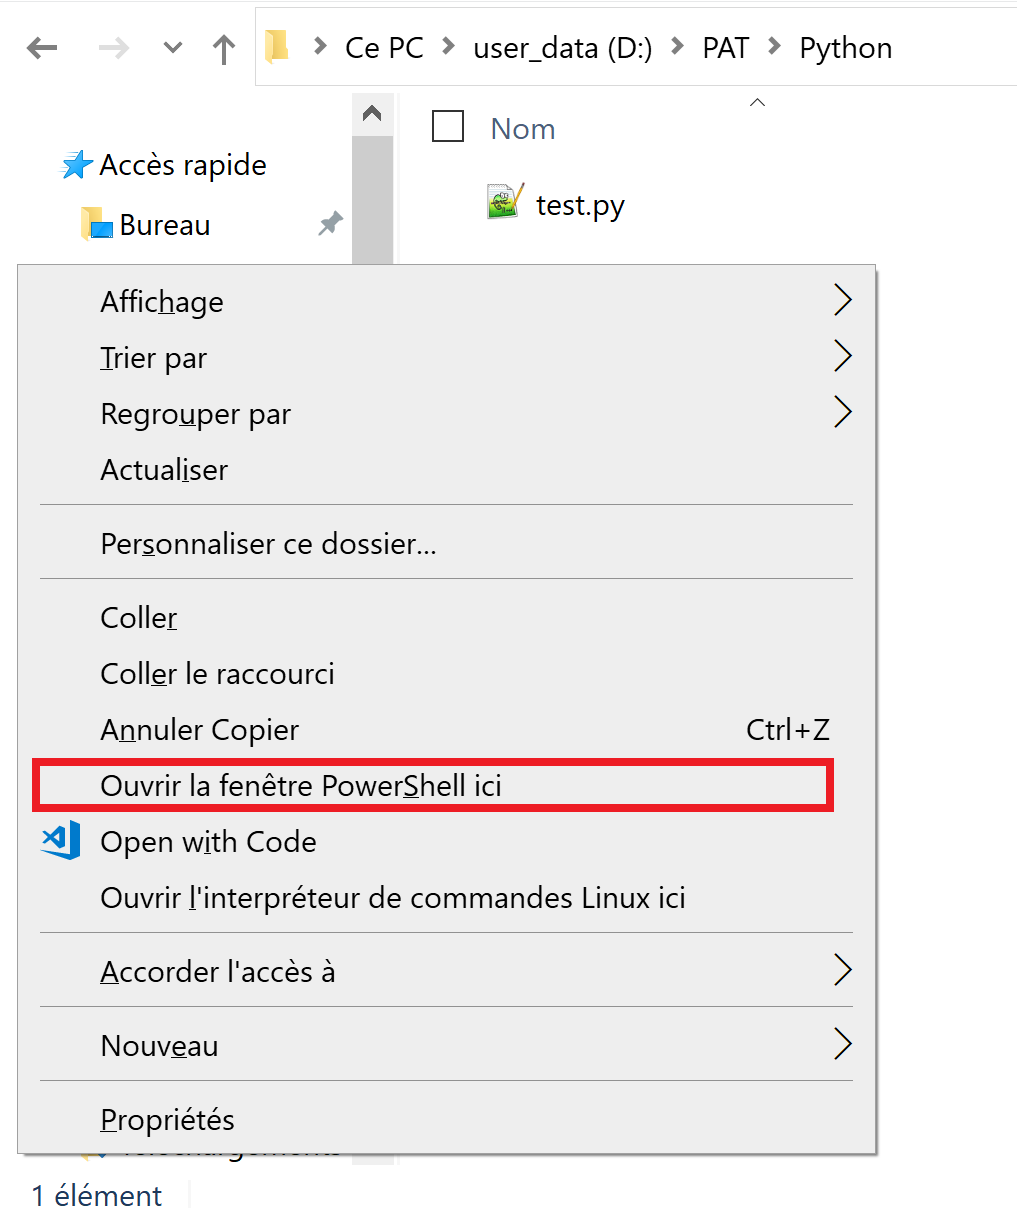 Ce PC user_data (D:) PAT Python
Nom
Accès rapide
test.py
Bureau
Affichage
Trier par
Regrouper par
Actualiser
Personnaliser ce dossier...
Coller
Coller le raccourci
Annuler Copier Ctrl+Z
Ouvrir la fenêtre PowerShell ici
Open with Code
Ouvrir l'interpréteur de commandes Linux ici
Accorder l'accès à
Nouveau
Propriétés
1 élément